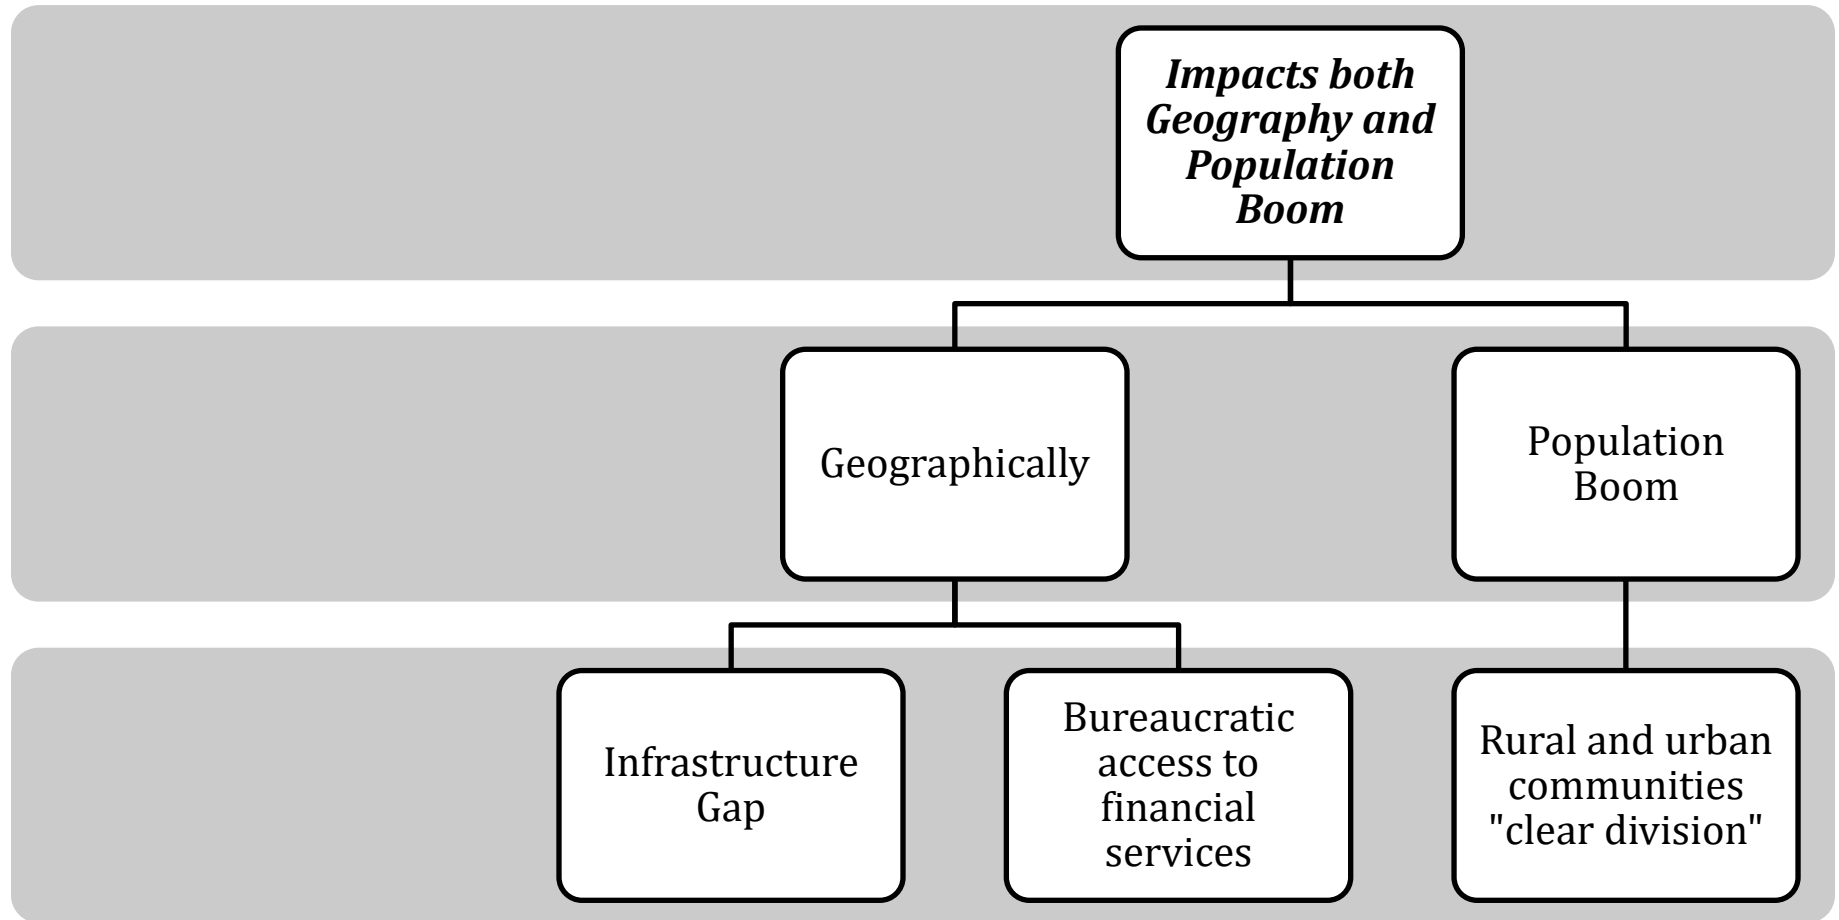 Impacts both
Geography and
Population
Boom
Geographically
Population
Boom
Infrastructure
Gap
Bureaucratic
access to
financial
services
Rural and urban
communities
"clear division"